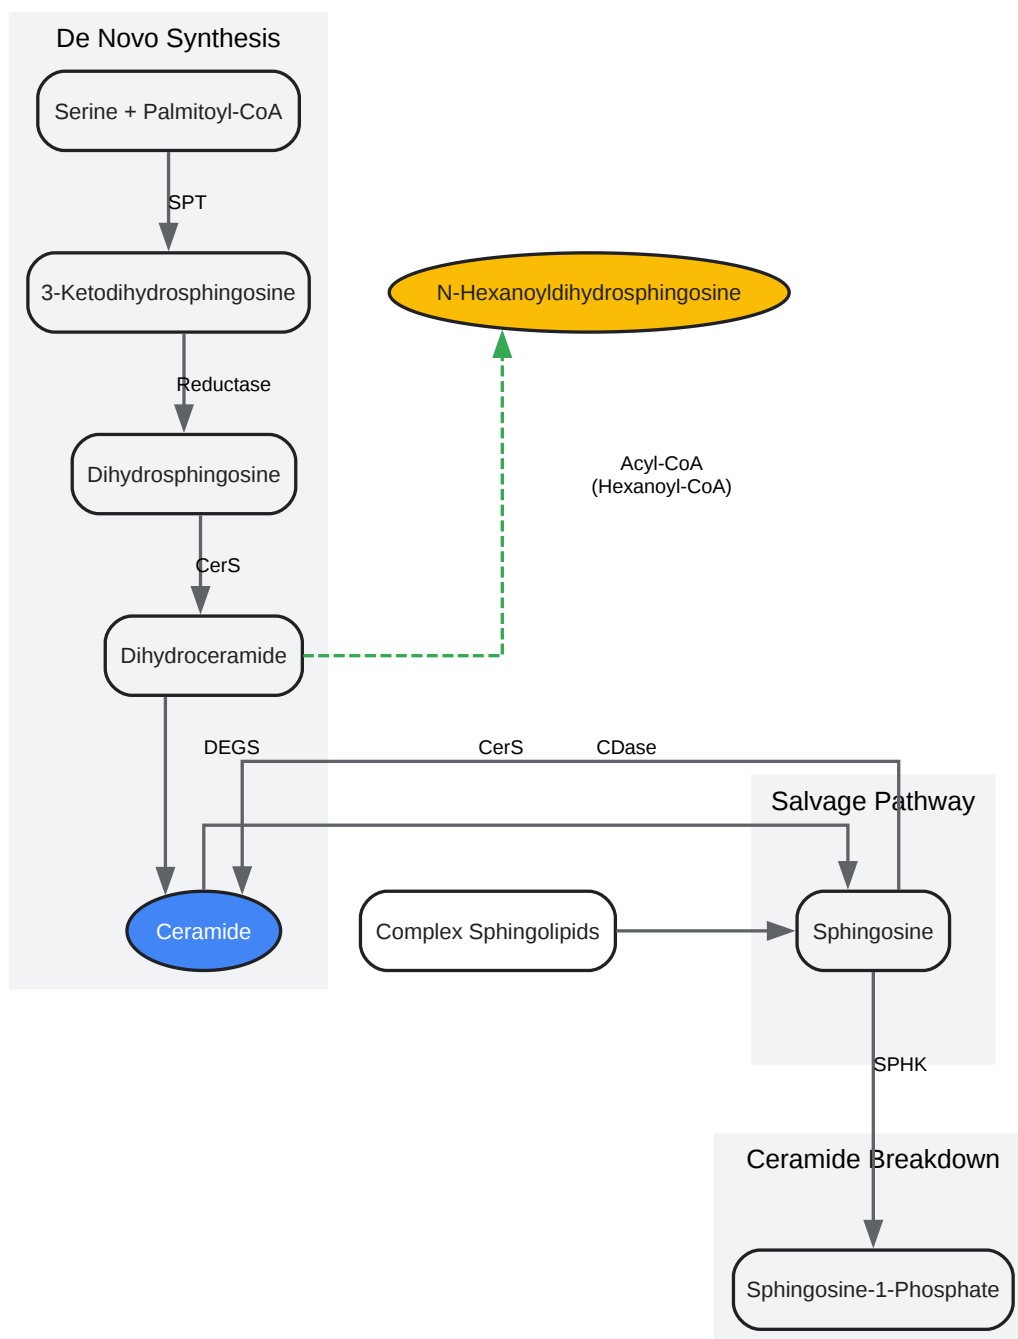 De Novo Synthesis
Serine + Palmitoyl-CoA
SPT
3-Ketodihydrosphingosine
N-Hexanoyldihydrosphingosine
Reductase
Dihydrosphingosine
Acyl-CoA
(Hexanoyl-CoA)
CerS
Dihydroceramide
DEGS
CerS
CDase
Salvage Pathway
Ceramide
Complex Sphingolipids
Sphingosine
SPHK
Ceramide Breakdown
Sphingosine-1-Phosphate